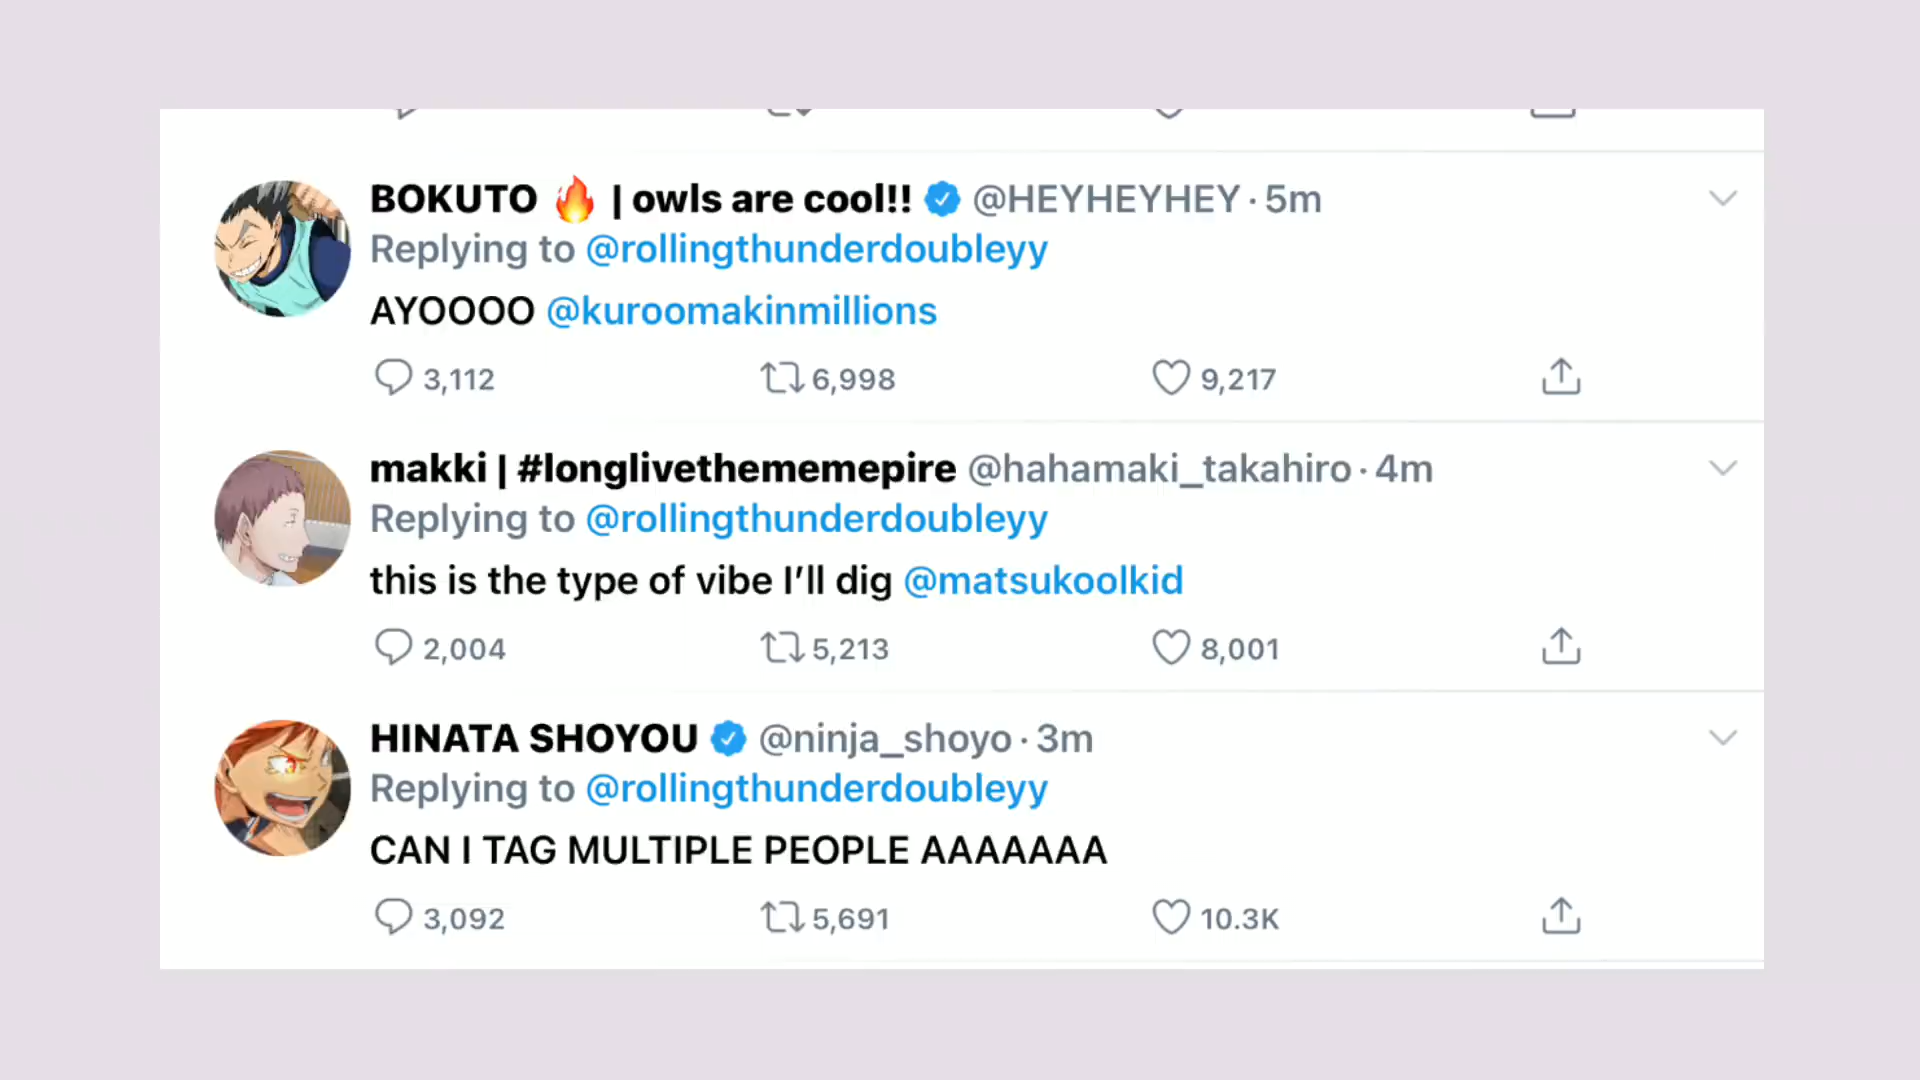 BOKUTO 🔥 | owls are cool!! @HEYHEYHEY · 5m
Replying to @rollingthunderdoubleyy
AYOOOO @kuroomakinmillions
3,112 6,998 9,217
makki | #longlivethememepire @hahamaki_takahiro · 4m
Replying to @rollingthunderdoubleyy
this is the type of vibe I’ll dig @matsukoolkid
2,004 5,213 8,001
HINATA SHOYOU @ninja_shoyo · 3m
Replying to @rollingthunderdoubleyy
CAN I TAG MULTIPLE PEOPLE AAAAAAA
3,092 5,691 10.3K